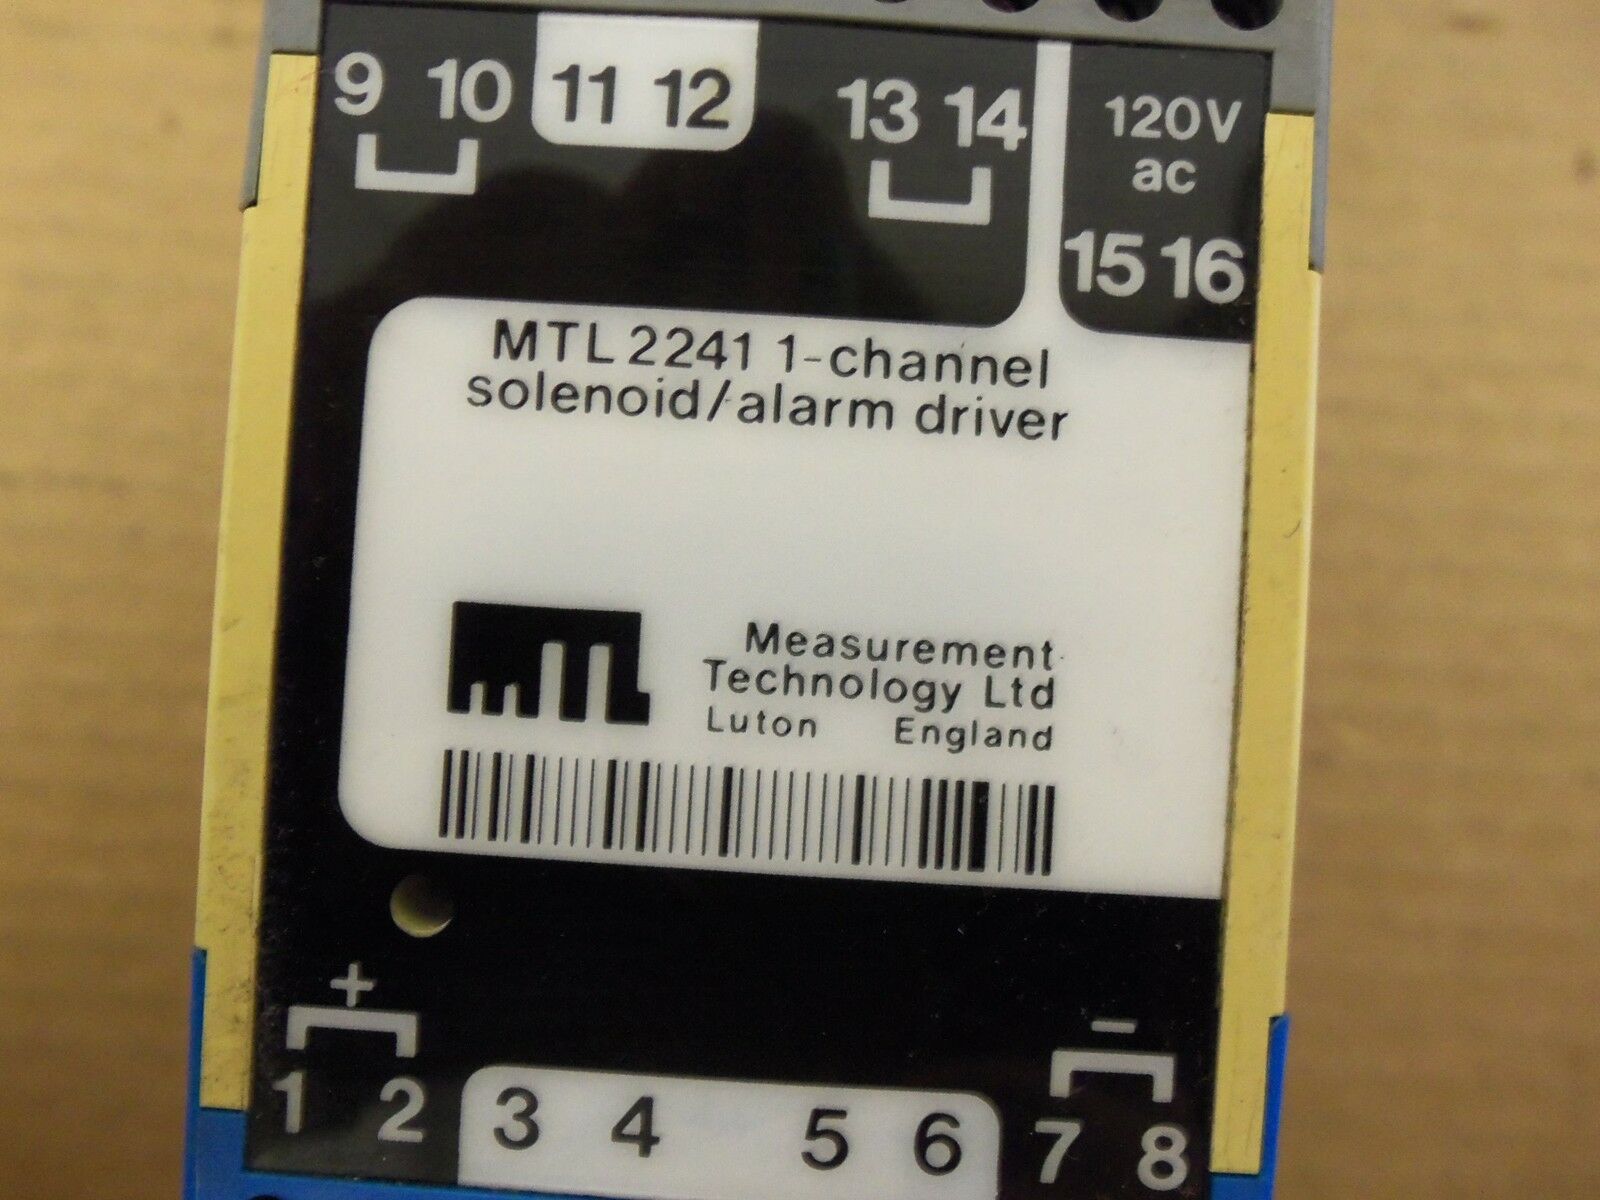 9 10 11 12 13 14 120V
ac
15 16
MTL2241 1-channel
solenoid/alarm driver
mTL
Measurement
Technology Ltd
Luton England
+ -
1 2 3 4 5 6 7 8